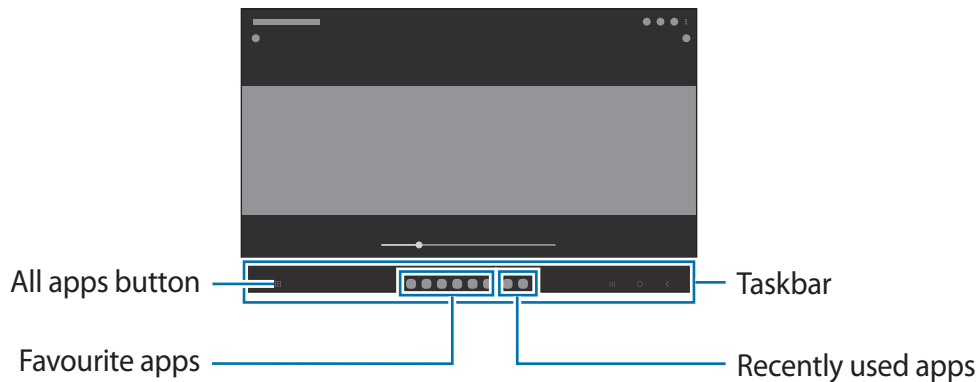 All apps button
Taskbar
Favourite apps
Recently used apps